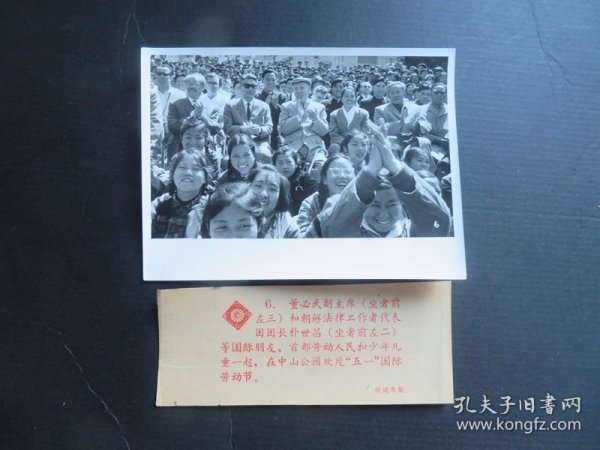 6
6. 董必武副主席（坐者前
左三）和朝鲜法律工作者代表
团团长朴世昌（坐者前左二）
等国际朋友、首都劳动人民和少年儿
童一起，在中山公园欢度“五一”国际
劳动节。
孔夫子旧书网
www.kongfz.com